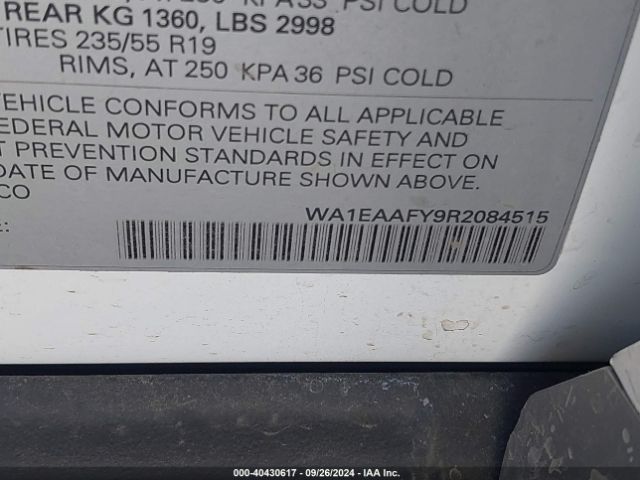 PSI COLD
REAR KG 1360, LBS 2998
TIRES 235/55 R19
RIMS, AT 250 KPA 36 PSI COLD
VEHICLE CONFORMS TO ALL APPLICABLE
FEDERAL MOTOR VEHICLE SAFETY AND
T PREVENTION STANDARDS IN EFFECT ON
DATE OF MANUFACTURE SHOWN ABOVE.
CO
WA1EAAFY9R2084515
000-40430617 - 09/26/2024 - IAA Inc.